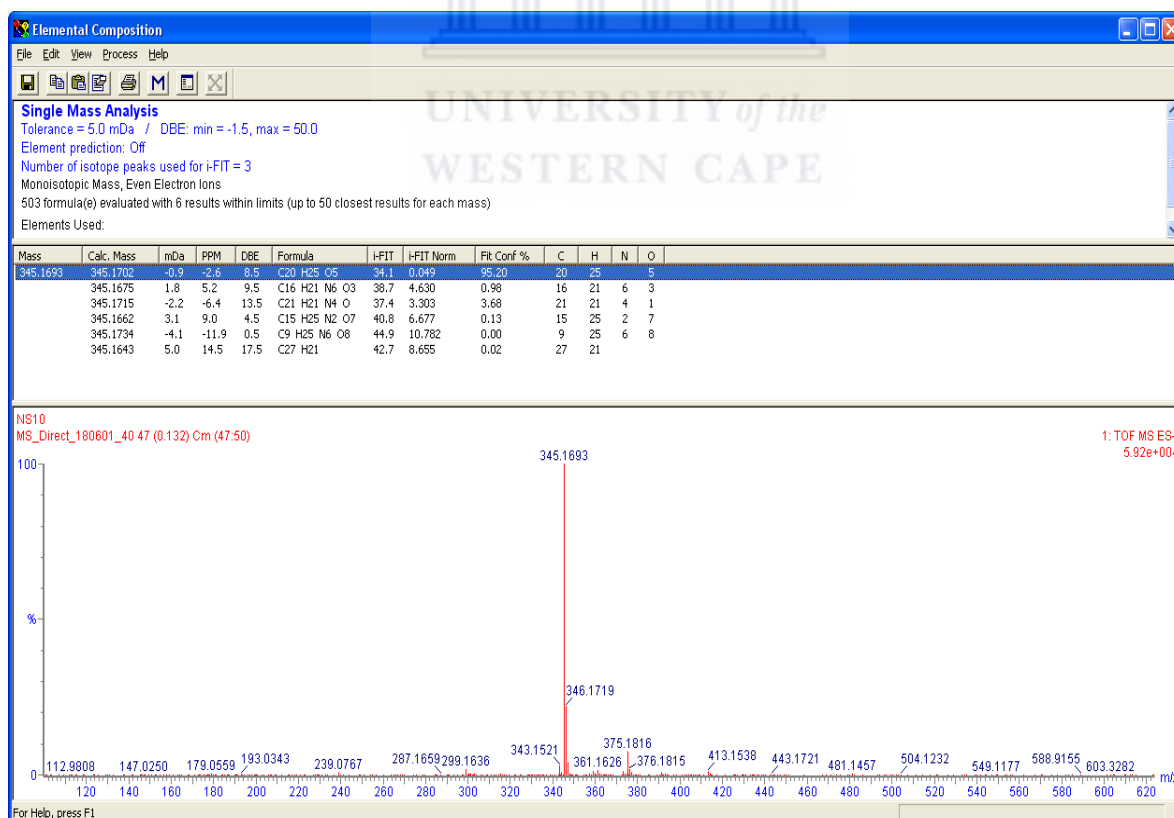 Elemental Composition
File Edit View Process Help
UNIVERSITY of the
WESTERN CAPE
Single Mass Analysis
Tolerance = 5.0 mDa / DBE: min = -1.5, max = 50.0
Element prediction: Off
Number of isotope peaks used for i-FIT = 3
Monoisotopic Mass, Even Electron Ions
503 formula(e) evaluated with 6 results within limits (up to 50 closest results for each mass)
Elements Used:
Mass Calc. Mass mDa PPM DBE Formula i-FIT i-FIT Norm Fit Conf % C H N O
345.1693 345.1702 -0.9 -2.6 8.5 C20 H25 O5 34.1 0.049 95.20 20 25 5
345.1675 1.8 5.2 9.5 C16 H21 N6 O3 38.7 4.630 0.98 16 21 6 3
345.1715 -2.2 -6.4 13.5 C21 H21 N4 O 37.4 3.303 3.68 21 21 4 1
345.1662 3.1 9.0 4.5 C15 H25 N2 O7 40.8 6.677 0.13 15 25 2 7
345.1734 -4.1 -11.9 0.5 C9 H25 N6 O8 44.9 10.782 0.00 9 25 6 8
345.1643 5.0 14.5 17.5 C27 H21 42.7 8.655 0.02 27 21
NS10
MS_Direct_180601_40 47 (0.132) Cm (47:50)
1: TOF MS ES-
5.92e+004
100
%
0
345.1693
346.1719
375.1816
343.1521
361.1626
376.1815
413.1538
443.1721
481.1457
504.1232
549.1177
588.9155
603.3282
112.9808
147.0250
179.0559
193.0343
239.0767
287.1659
299.1636
m/z
120 140 160 180 200 220 240 260 280 300 320 340 360 380 400 420 440 460 480 500 520 540 560 580 600 620
For Help, press F1